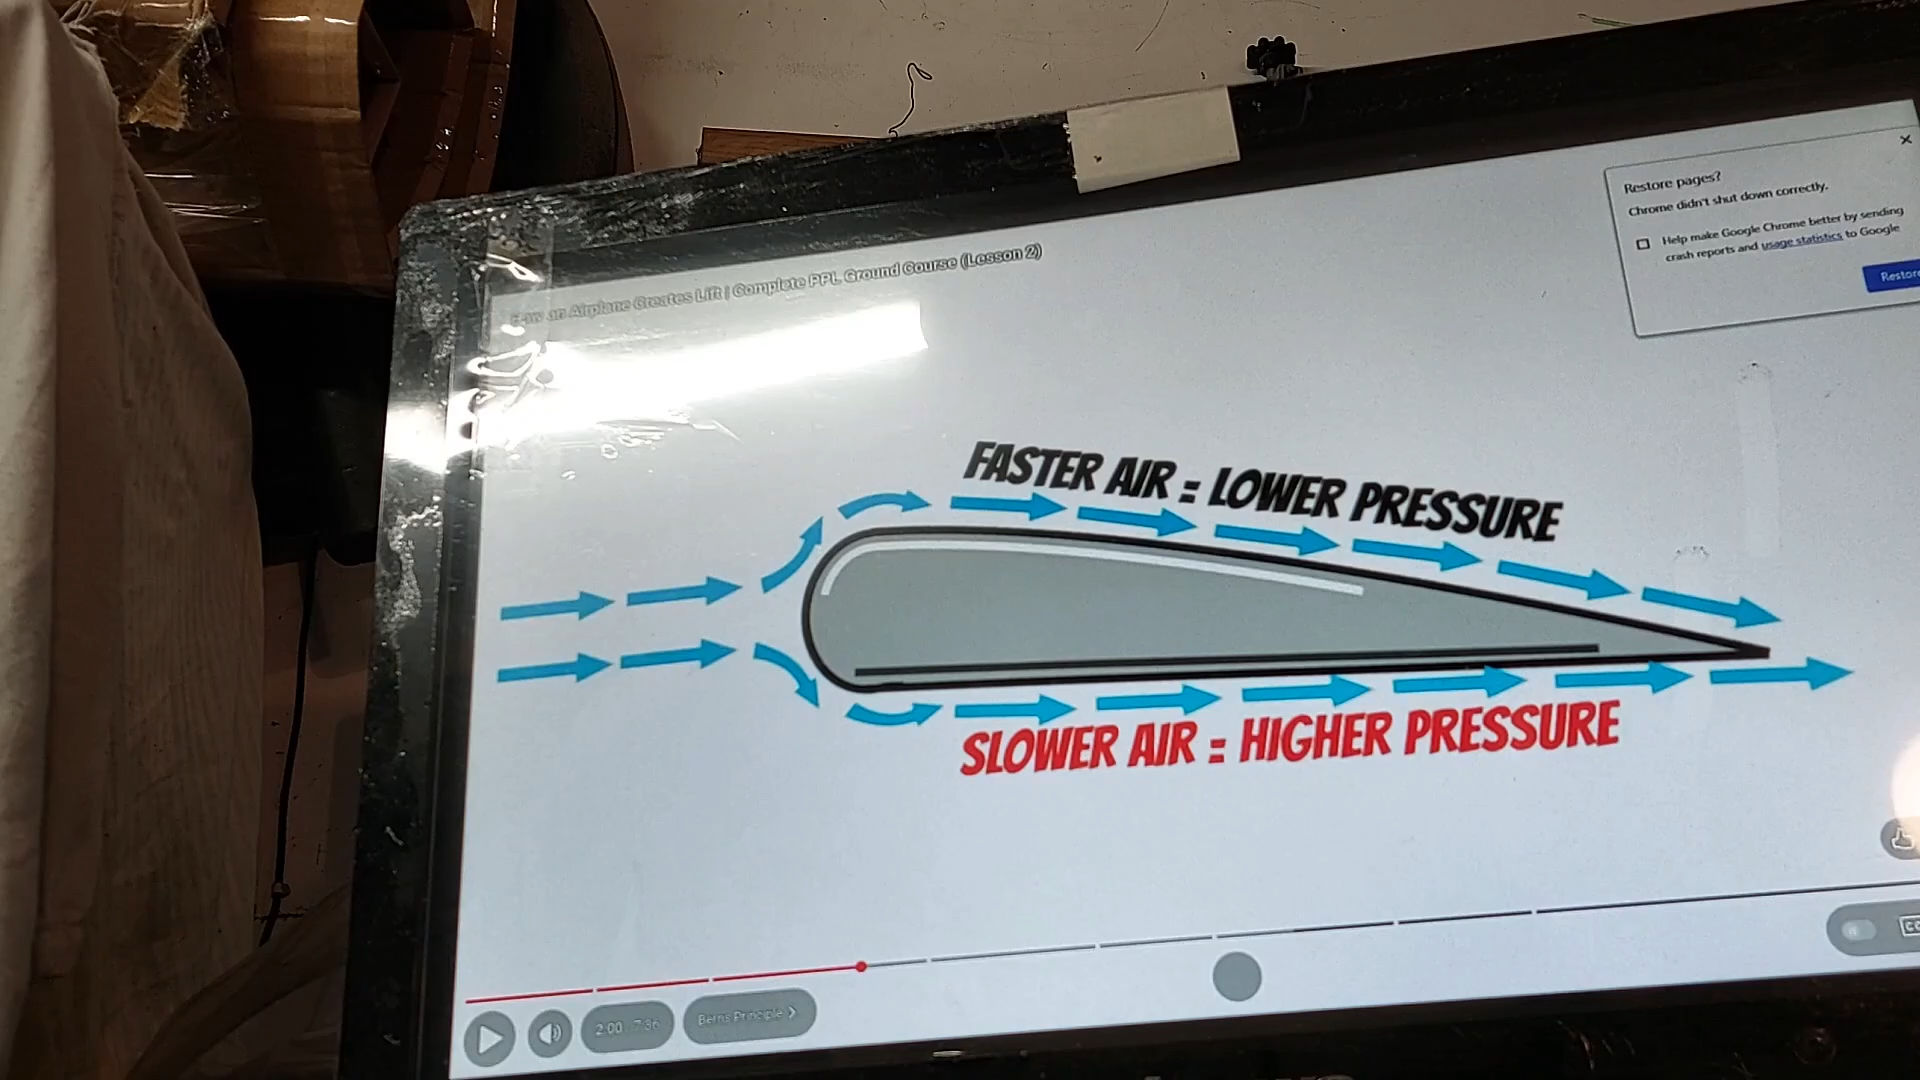 How an Airplane Creates Lift | Complete PPL Ground Course (Lesson 2)
Restore pages?
Chrome didn't shut down correctly.
Help make Google Chrome better by sending
crash reports and usage statistics to Google
Restore
FASTER AIR = LOWER PRESSURE
SLOWER AIR = HIGHER PRESSURE
2:00 / 7:36
Berns Principle
CC